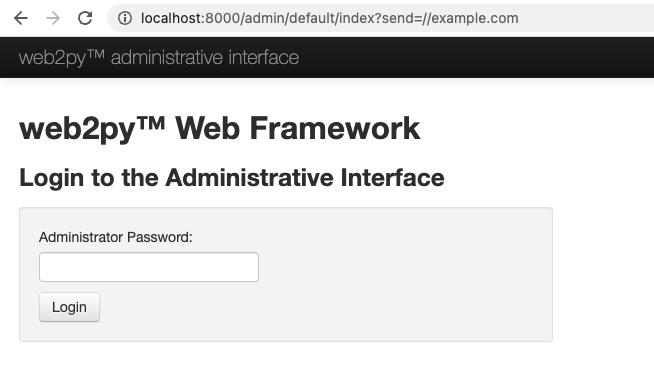 localhost:8000/admin/default/index?send=//example.com
web2py™ administrative interface
web2py™ Web Framework
Login to the Administrative Interface
Administrator Password:
Login